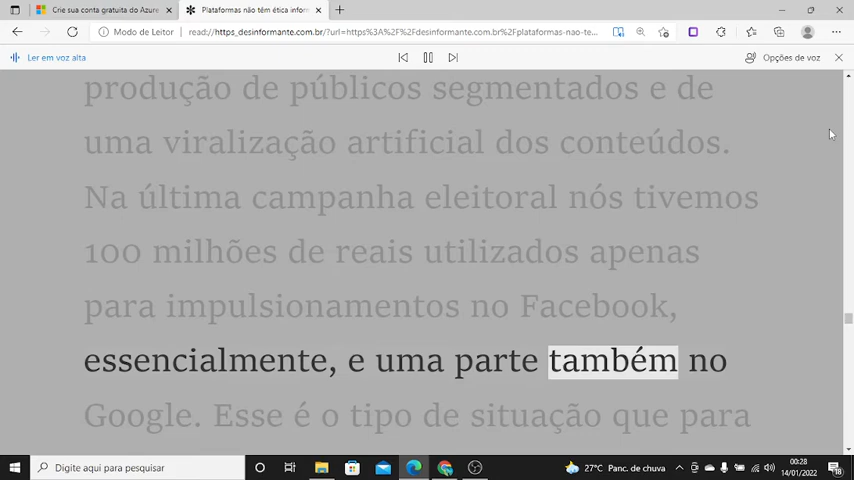 Crie sua conta gratuita do Azure
Plataformas não têm ética inform
Modo de Leitor
read://https_desinformante.com.br/?url=https%3A%2F%2Fdesinformante.com.br%2Fplataformas-nao-te...
Ler em voz alta
Opções de voz
produção de públicos segmentados e de
uma viralização artificial dos conteúdos.
Na última campanha eleitoral nós tivemos
100 milhões de reais utilizados apenas
para impulsionamentos no Facebook,
essencialmente, e uma parte também no
Google. Esse é o tipo de situação que para
Digite aqui para pesquisar
27°C Panc. de chuva
00:28
14/01/2022
18